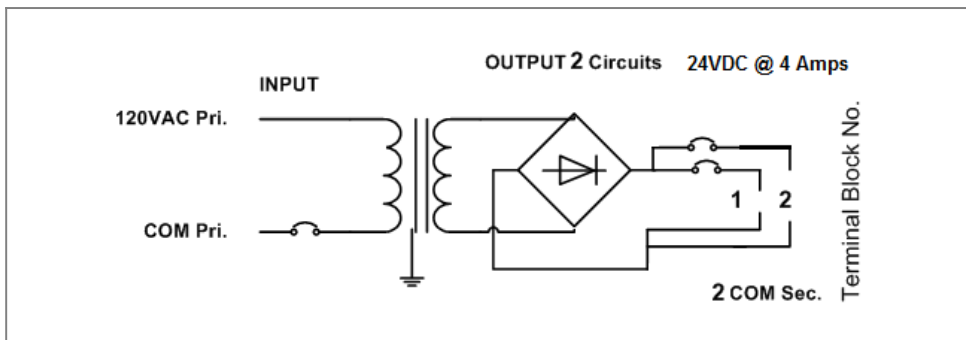 OUTPUT 2 Circuits 24VDC @ 4 Amps
INPUT
120VAC Pri.
COM Pri.
1 2
2 COM Sec.
Terminal Block No.